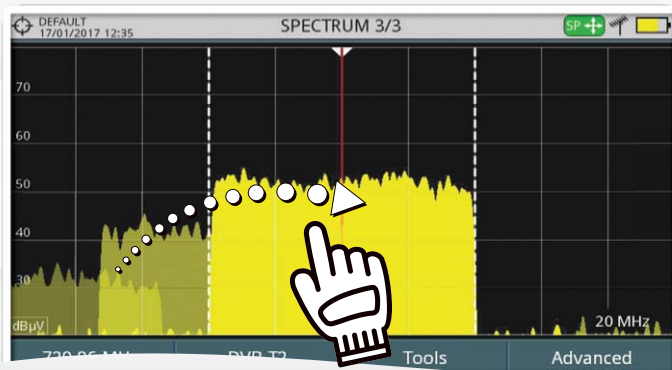 DEFAULT
17/01/2017 12:35
SPECTRUM 3/3
SP
70
60
50
40
30
dBµV
20 MHz
DVB-T2
Tools
Advanced